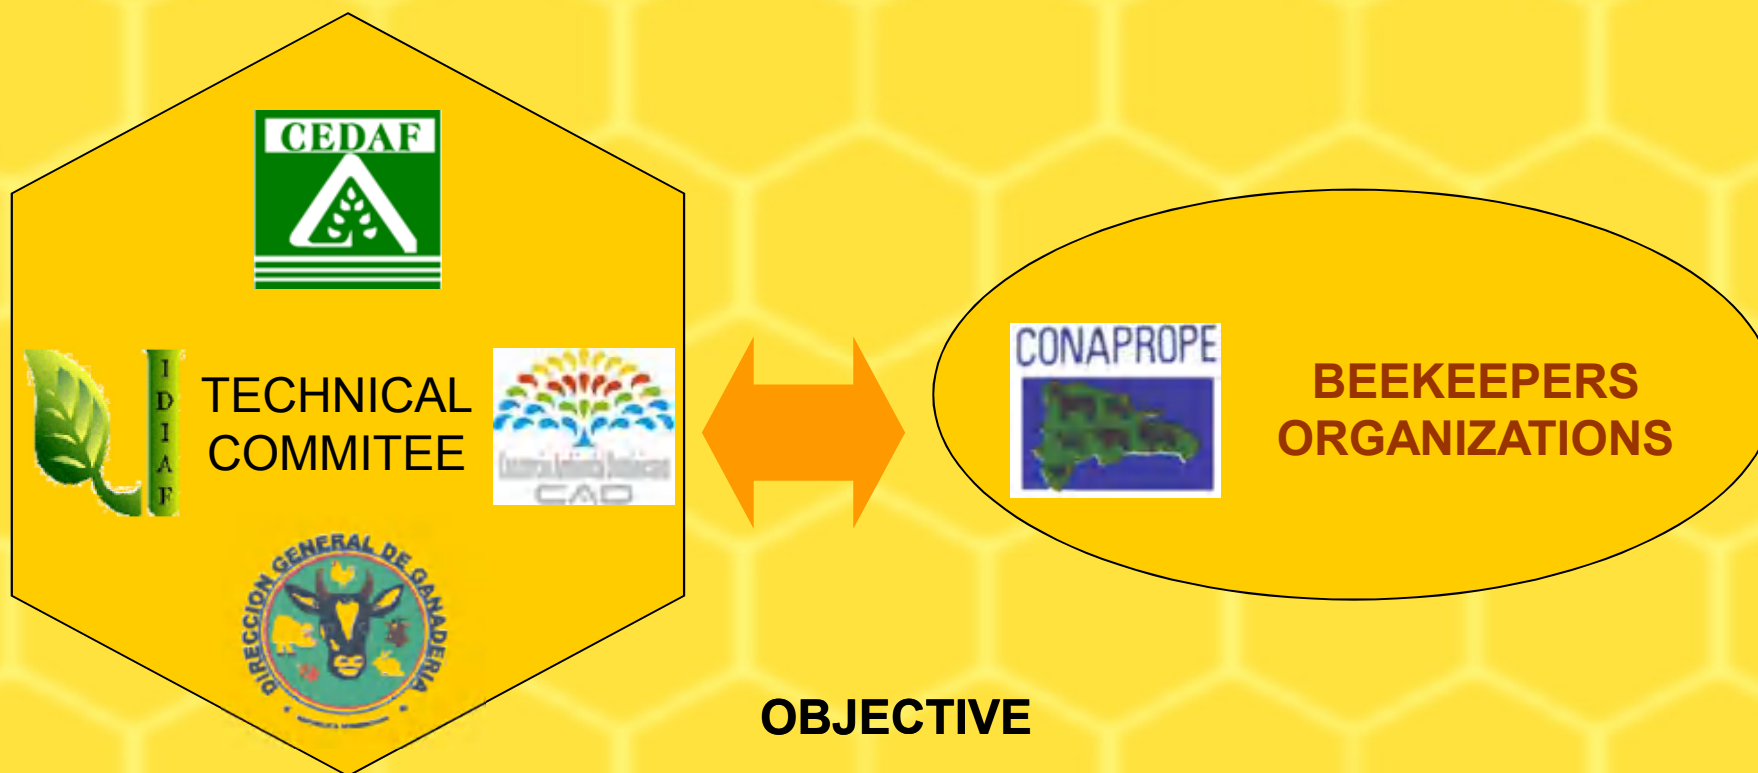 CEDAF
IDIAF
TECHNICAL
COMMITEE
CAD
DIRECCION GENERAL DE GANADERIA
CONAPROPE
BEEKEEPERS
ORGANIZATIONS
OBJECTIVE